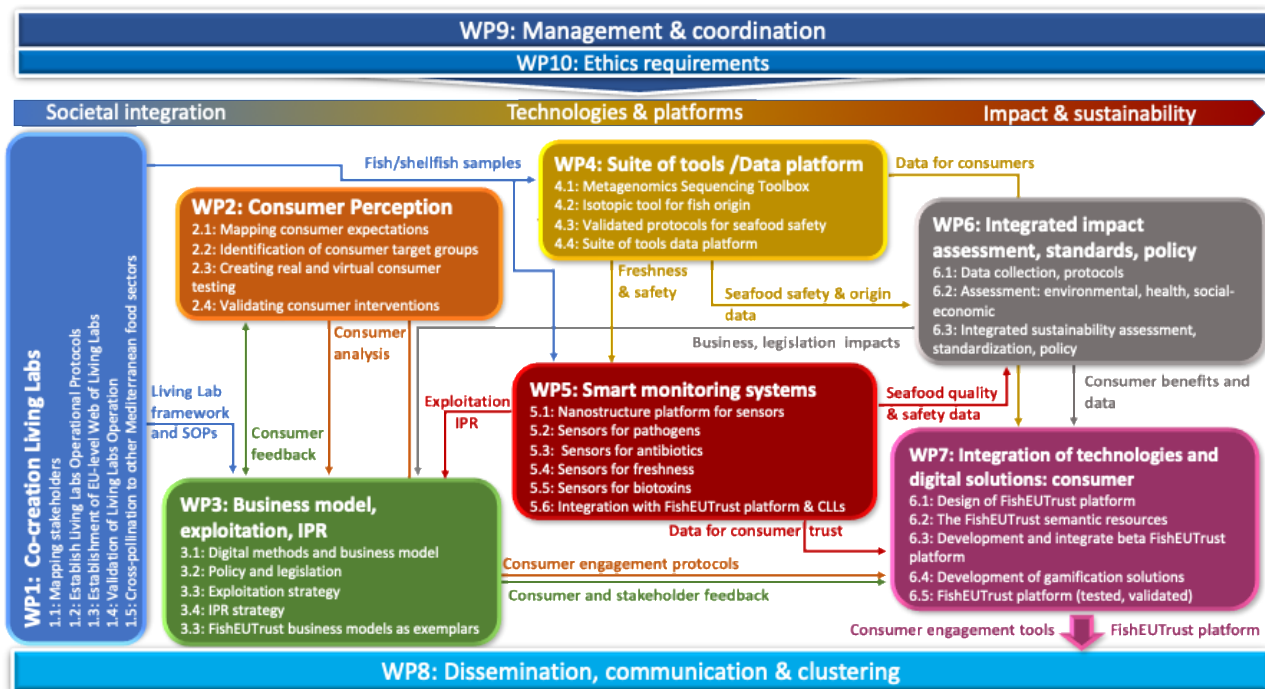 WP9: Management & coordination
WP10: Ethics requirements
Societal integration
Technologies & platforms
Impact & sustainability
WP1: Co-creation Living Labs
1.1: Mapping stakeholders
1.2: Establish Living Labs Operational Protocols
1.3: Establishment of EU-level Web of Living Labs
1.4: Validation of Living Labs Operation
1.5: Cross-pollination to other Mediterranean food sectors
Fish/shellfish samples
WP2: Consumer Perception
2.1: Mapping consumer expectations
2.2: Identification of consumer target groups
2.3: Creating real and virtual consumer
testing
2.4: Validating consumer interventions
WP4: Suite of tools /Data platform
4.1: Metagenomics Sequencing Toolbox
4.2: Isotopic tool for fish origin
4.3: Validated protocols for seafood safety
4.4: Suite of tools data platform
Data for consumers
WP6: Integrated impact
assessment, standards, policy
6.1: Data collection, protocols
6.2: Assessment: environmental, health, social-
economic
6.3: Integrated sustainability assessment,
standardization, policy
Freshness
& safety
Seafood safety & origin
data
Consumer
analysis
Business, legislation impacts
Living Lab
framework
and SOPs
Consumer
feedback
Exploitation
IPR
WP5: Smart monitoring systems
5.1: Nanostructure platform for sensors
5.2: Sensors for pathogens
5.3: Sensors for antibiotics
5.4: Sensors for freshness
5.5: Sensors for biotoxins
5.6: Integration with FishEUTrust platform & CLLs
Seafood quality
& safety data
Consumer benefits and
data
WP3: Business model,
exploitation, IPR
3.1: Digital methods and business model
3.2: Policy and legislation
3.3: Exploitation strategy
3.4: IPR strategy
3.3: FishEUTrust business models as exemplars
Data for consumer trust
Consumer engagement protocols
Consumer and stakeholder feedback
WP7: Integration of technologies and
digital solutions: consumer
6.1: Design of FishEUTrust platform
6.2: The FishEUTrust semantic resources
6.3: Development and integrate beta FishEUTrust
platform
6.4: Development of gamification solutions
6.5: FishEUTrust platform (tested, validated)
Consumer engagement tools
FishEUTrust platform
WP8: Dissemination, communication & clustering